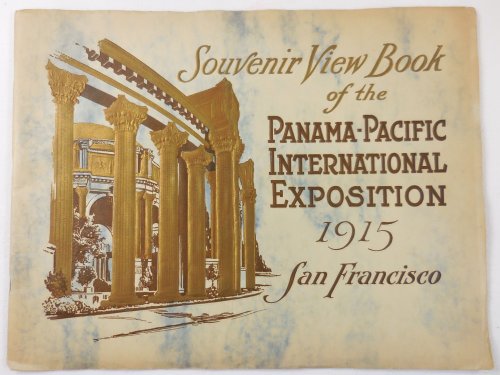 Souvenir View Book
of the
PANAMA-PACIFIC
INTERNATIONAL
EXPOSITION
1915
San Francisco